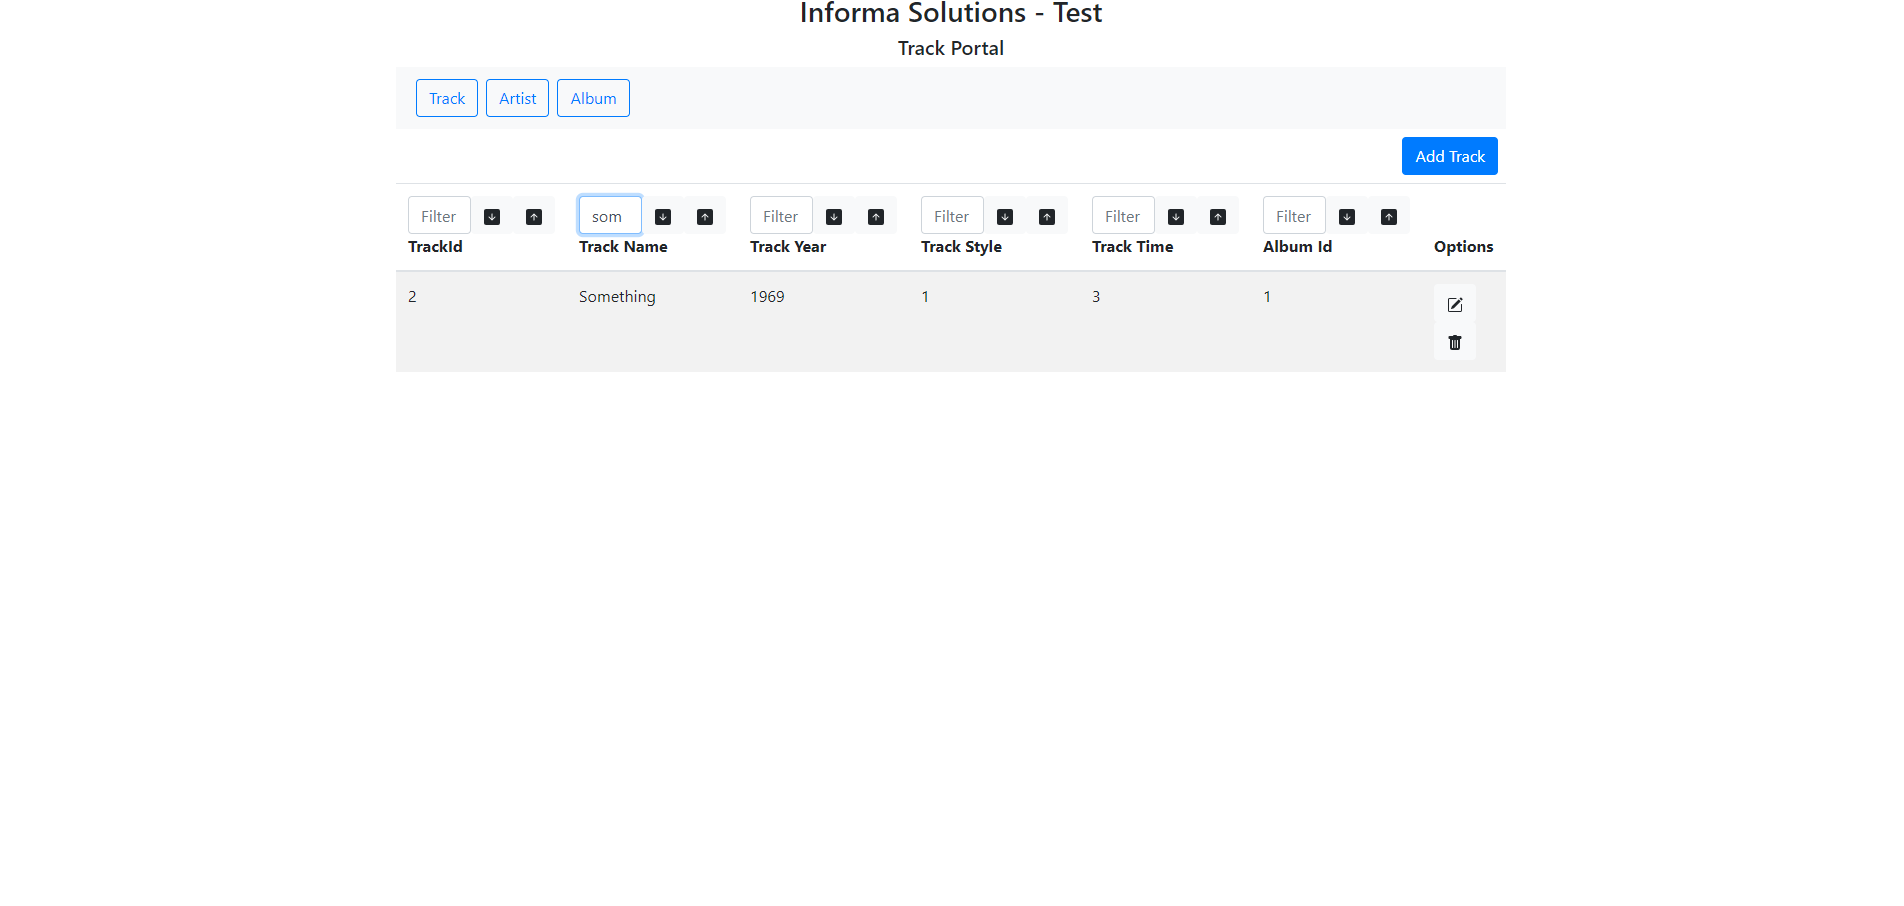 Informa Solutions - Test
Track Portal
Track Artist Album
Add Track
Filter som Filter Filter Filter Filter
TrackId Track Name Track Year Track Style Track Time Album Id Options
2 Something 1969 1 3 1